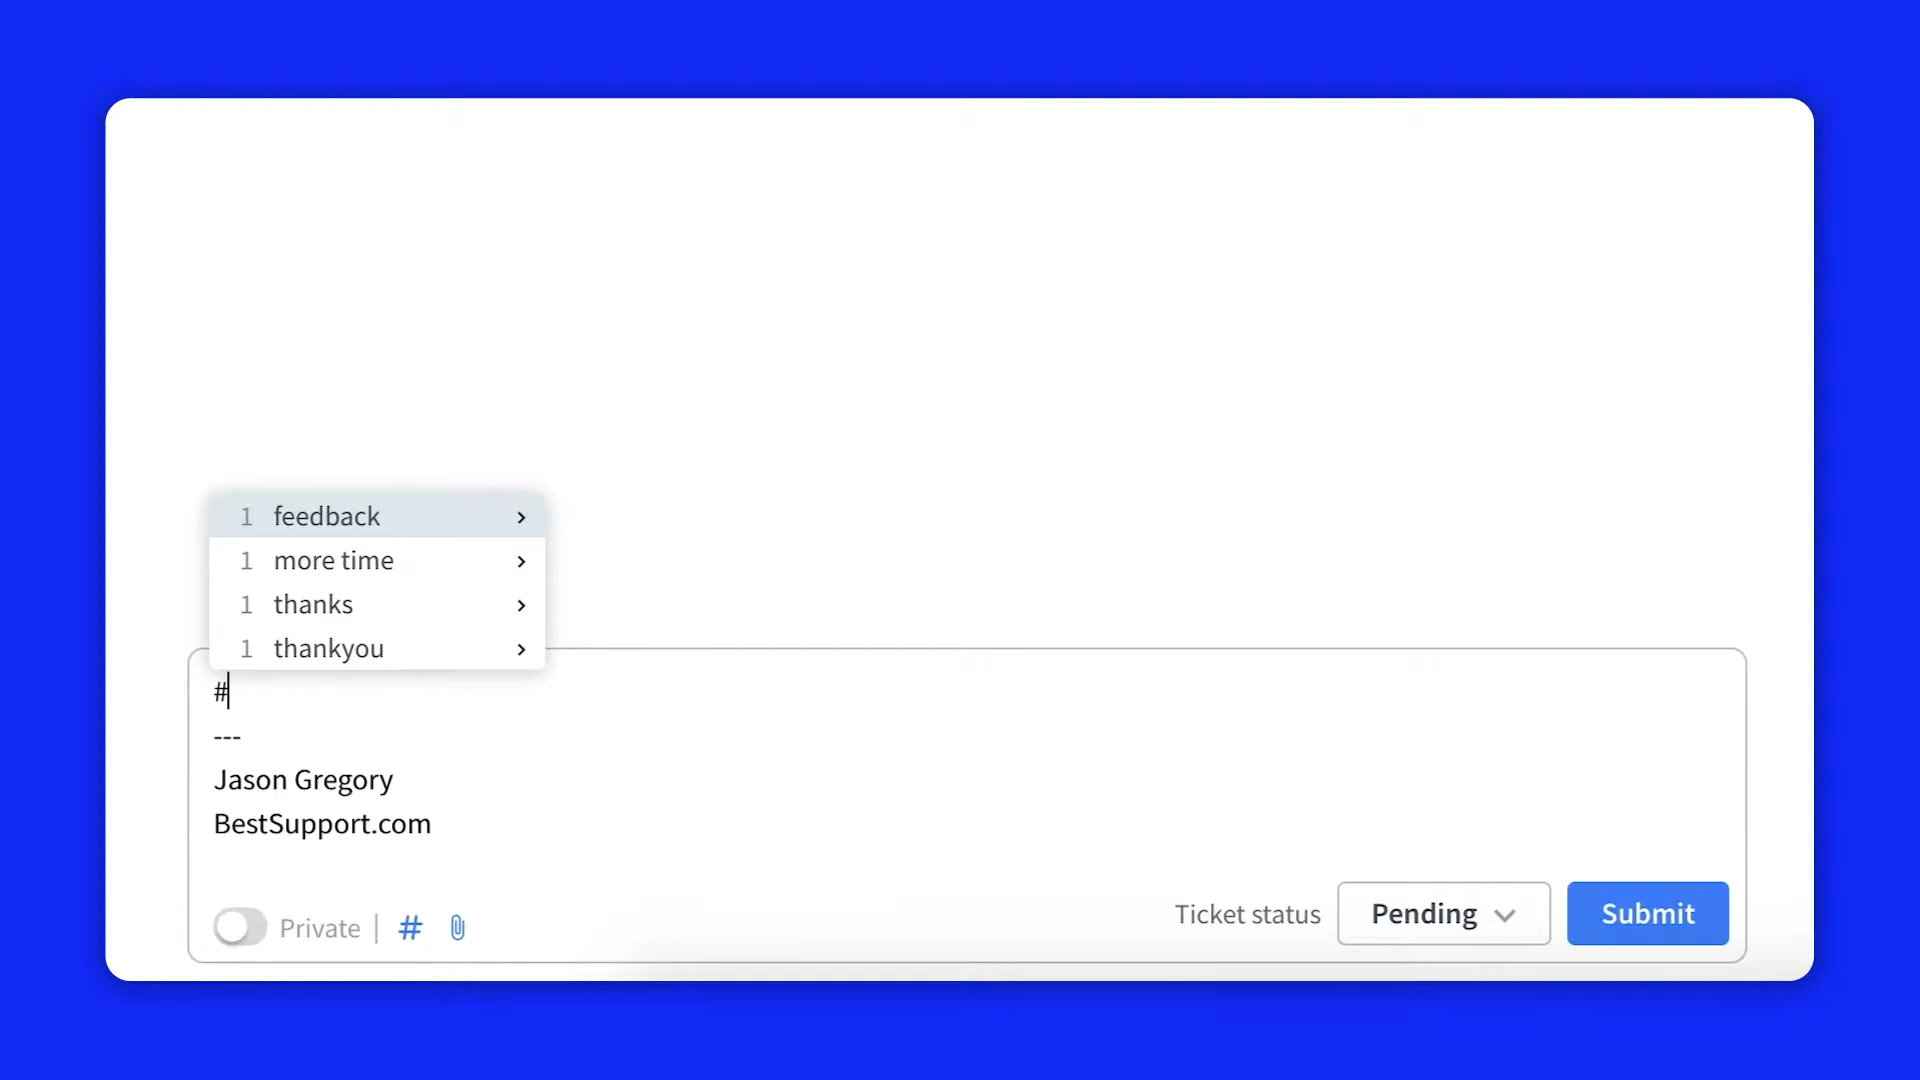 1 feedback
1 more time
1 thanks
1 thankyou
#
---
Jason Gregory
BestSupport.com
Private | #
Ticket status Pending Submit